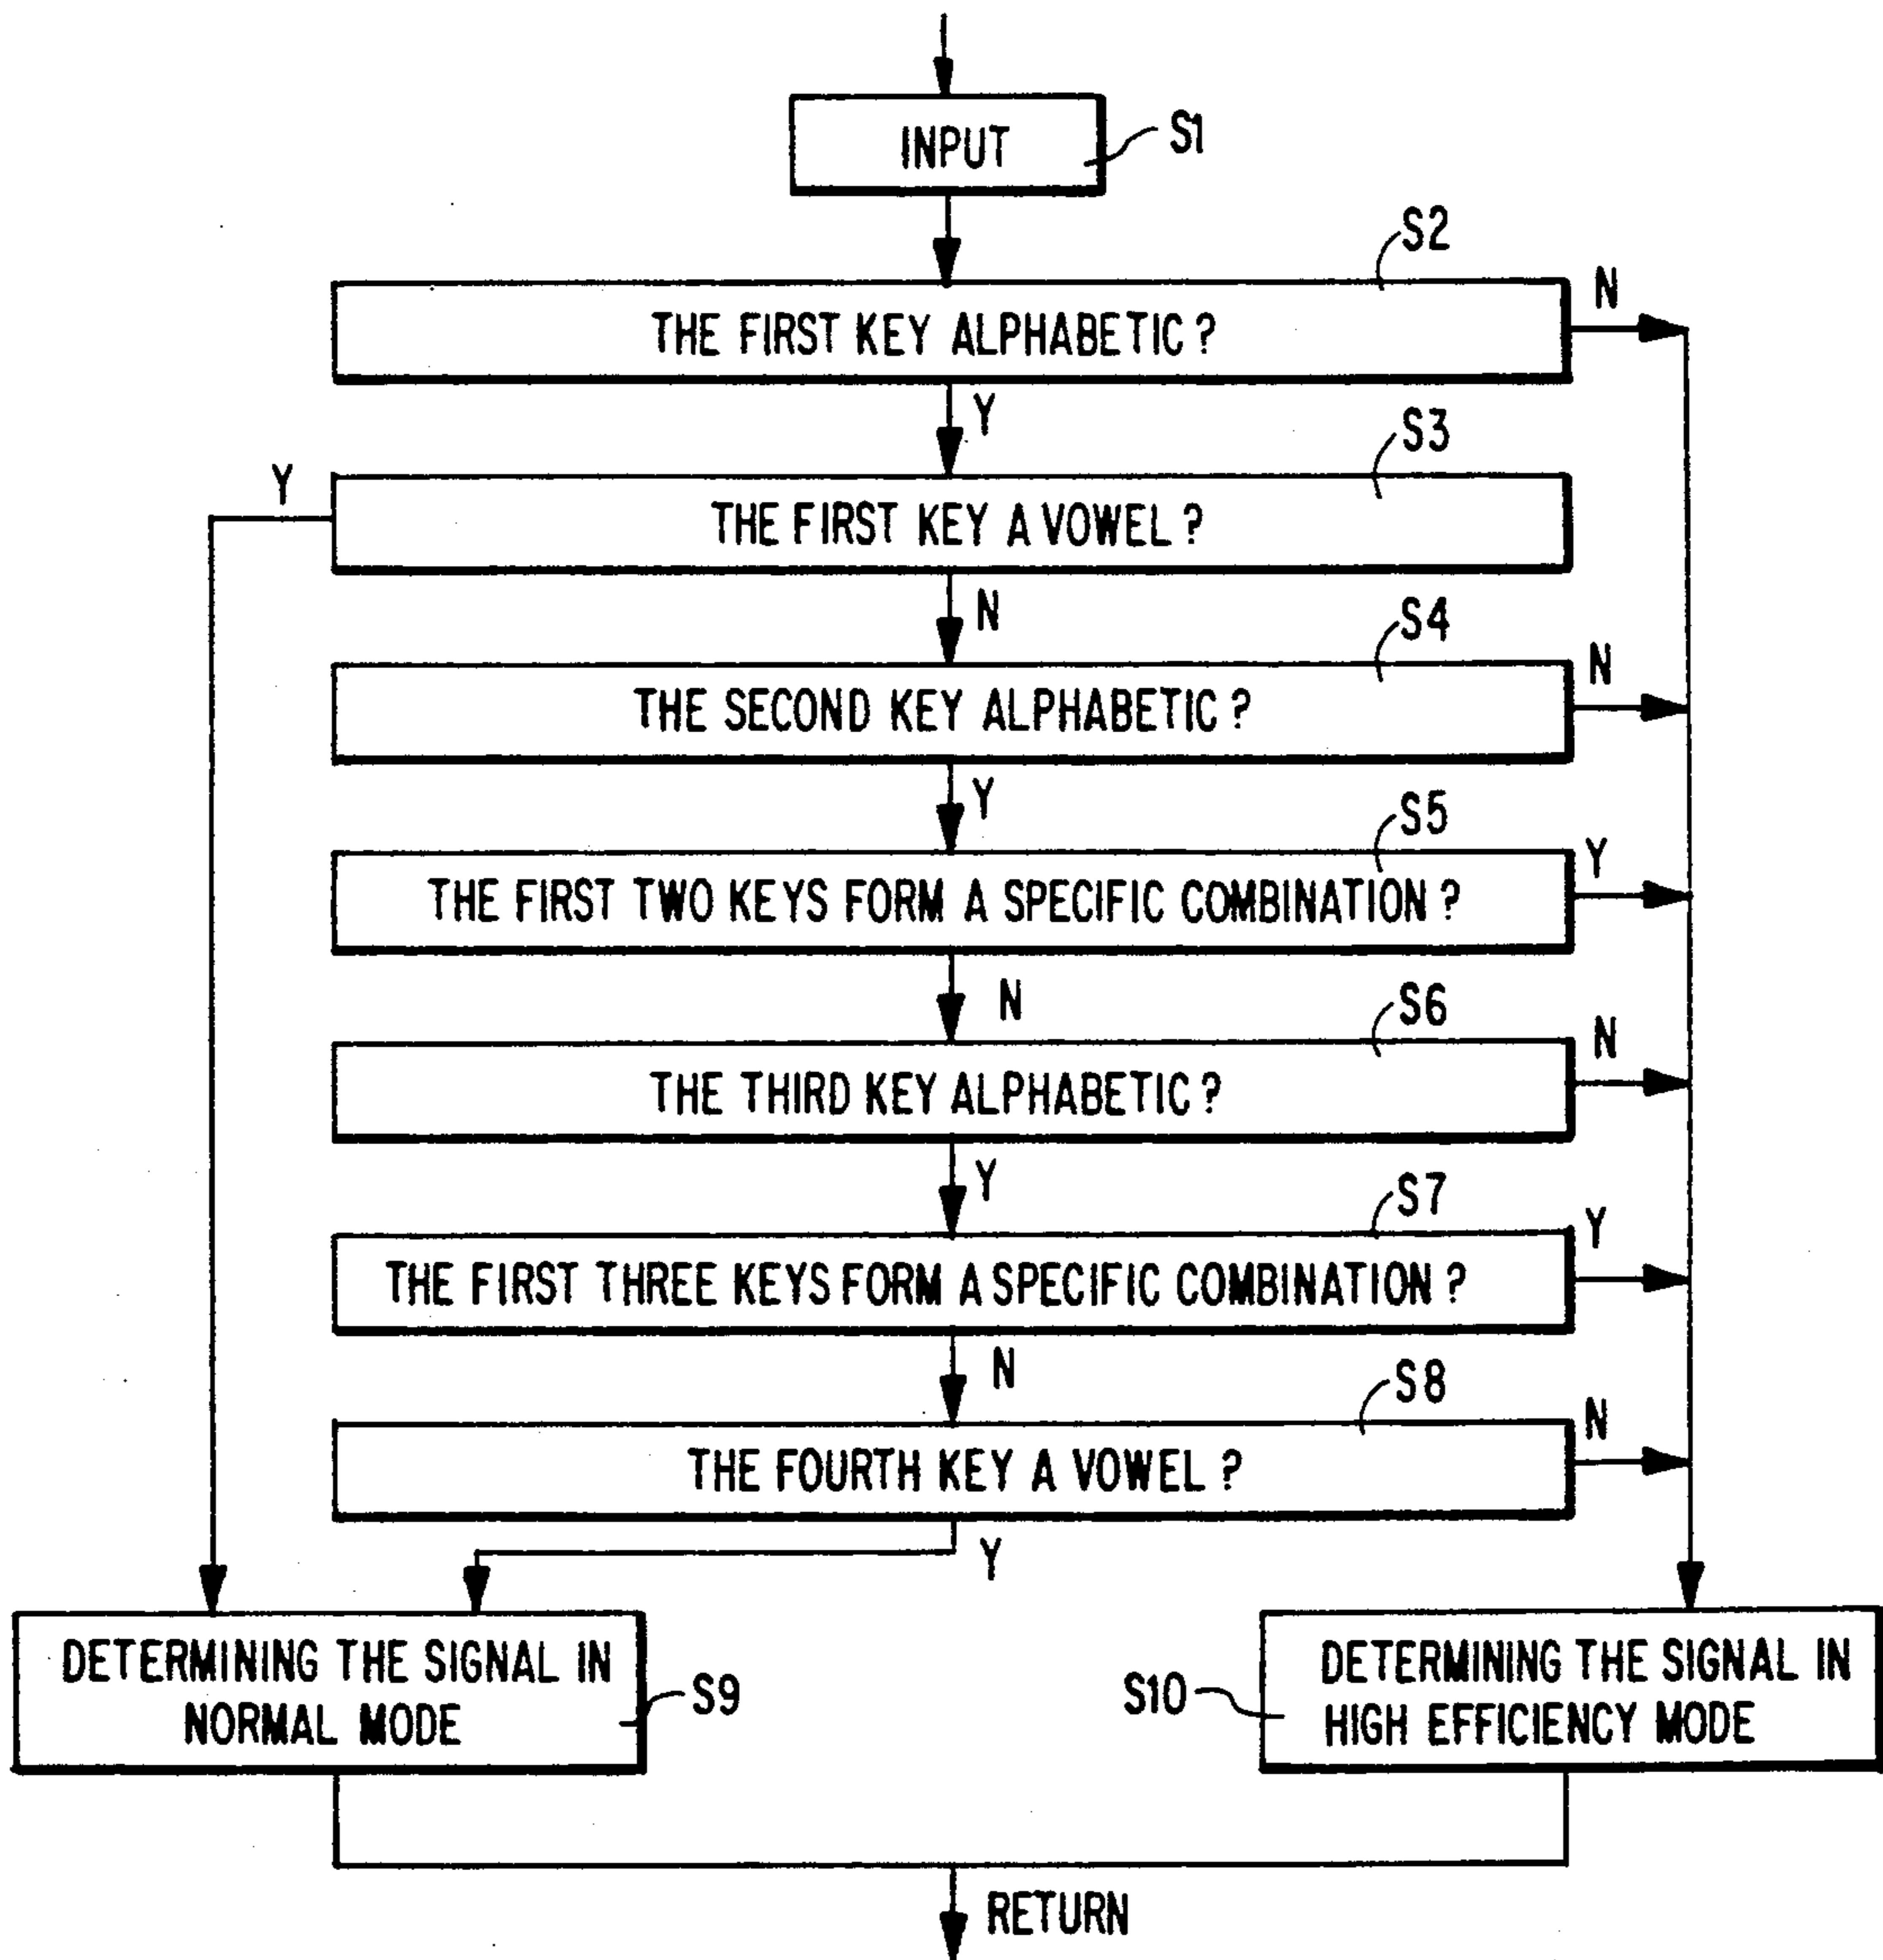 INPUT
S1
S2
THE FIRST KEY ALPHABETIC ?
N
Y
S3
Y
THE FIRST KEY A VOWEL ?
N
S4
THE SECOND KEY ALPHABETIC ?
N
Y
S5
THE FIRST TWO KEYS FORM A SPECIFIC COMBINATION ?
Y
N
S6
THE THIRD KEY ALPHABETIC ?
N
Y
S7
THE FIRST THREE KEYS FORM A SPECIFIC COMBINATION ?
Y
N
S8
THE FOURTH KEY A VOWEL ?
N
Y
DETERMINING THE SIGNAL IN
NORMAL MODE
S9
S10
DETERMINING THE SIGNAL IN
HIGH EFFICIENCY MODE
RETURN